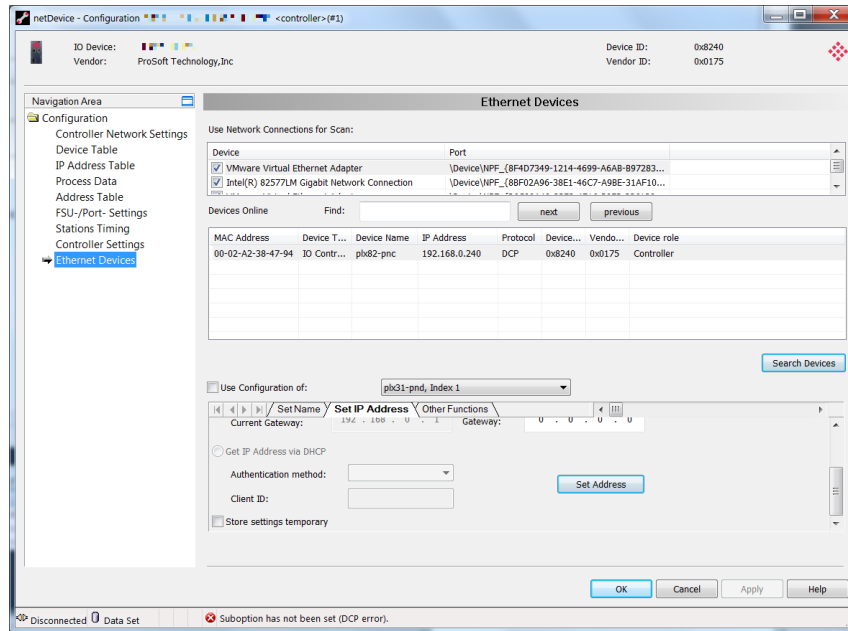 netDevice - Configuration <controller>(#1)
IO Device: Device ID: 0x8240
Vendor: ProSoft Technology,Inc Vendor ID: 0x0175
Navigation Area
Configuration
Controller Network Settings
Device Table
IP Address Table
Process Data
Address Table
FSU-/Port- Settings
Stations Timing
Controller Settings
Ethernet Devices
Ethernet Devices
Use Network Connections for Scan:
Device Port
VMware Virtual Ethernet Adapter \Device\NPF_{8F4D7349-1214-4699-A6AB-B97283...
Intel(R) 82577LM Gigabit Network Connection \Device\NPF_{8BF02A96-38E1-46C7-A9BE-31AF10...
Devices Online Find: next previous
MAC Address Device T... Device Name IP Address Protocol Device... Vendo... Device role
00-02-A2-38-47-94 IO Contr... plx82-pnc 192.168.0.240 DCP 0x8240 0x0175 Controller
Search Devices
Use Configuration of: plx31-pnd, Index 1
Set Name Set IP Address Other Functions
Current Gateway: 192 . 168 . 0 . 1 Gateway: 0 . 0 . 0 . 0
Get IP Address via DHCP
Authentication method:
Set Address
Client ID:
Store settings temporary
OK Cancel Apply Help
Disconnected Data Set Suboption has not been set (DCP error).